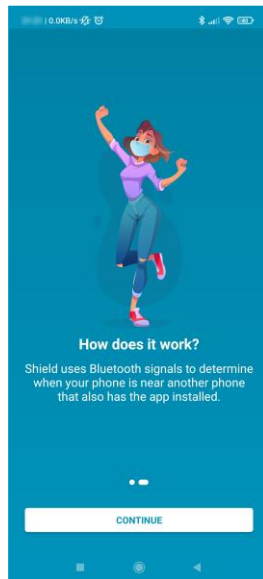 | 0.0KB/s
How does it work?
Shield uses Bluetooth signals to determine
when your phone is near another phone
that also has the app installed.
CONTINUE